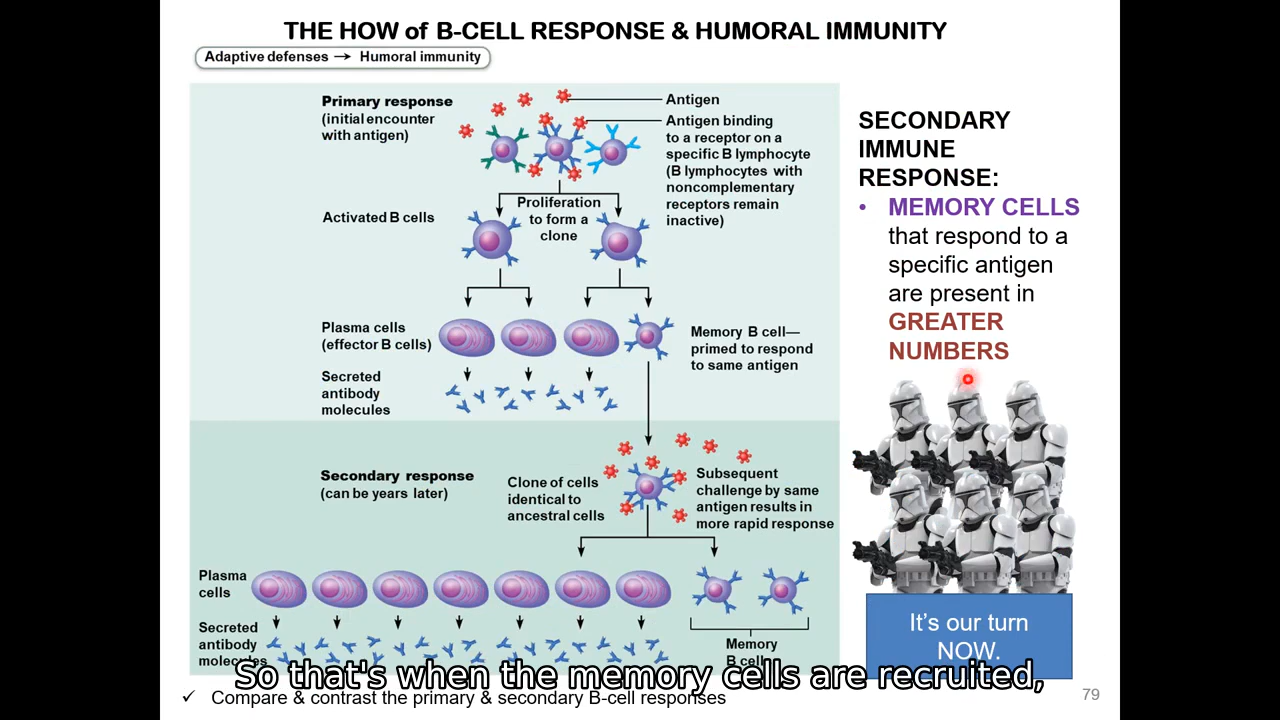 THE HOW of B-CELL RESPONSE & HUMORAL IMMUNITY
Adaptive defenses → Humoral immunity
Primary response
(initial encounter
with antigen)
Antigen
Antigen binding
to a receptor on a
specific B lymphocyte
(B lymphocytes with
noncomplementary
receptors remain
inactive)
Proliferation
to form a
clone
Activated B cells
Plasma cells
(effector B cells)
Memory B cell—
primed to respond
to same antigen
Secreted
antibody
molecules
Secondary response
(can be years later)
Clone of cells
identical to
ancestral cells
Subsequent
challenge by same
antigen results in
more rapid response
Plasma
cells
Secreted
antibody
molecules
Memory
B cell
SECONDARY
IMMUNE
RESPONSE:
• MEMORY CELLS
that respond to a
specific antigen
are present in
GREATER
NUMBERS
It's our turn
NOW.
So that's when the memory cells are recruited,
✓ Compare & contrast the primary & secondary B-cell responses
79